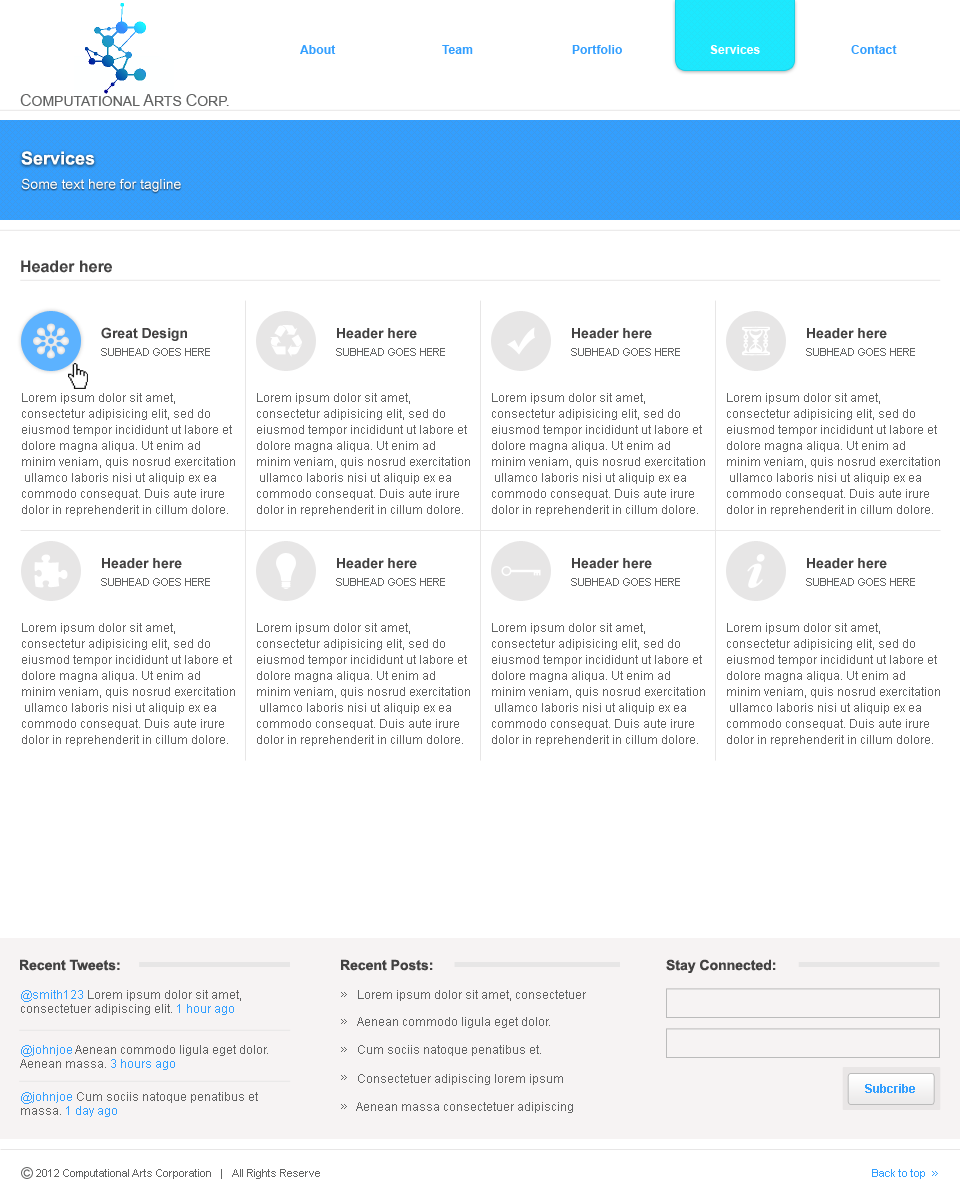 About
Team
Portfolio
Services
Contact
COMPUTATIONAL ARTS CORP.
Services
Some text here for tagline
Header here
Great Design
SUBHEAD GOES HERE
Lorem ipsum dolor sit amet,
consectetur adipisicing elit, sed do
eiusmod tempor incididunt ut labore et
dolore magna aliqua. Ut enim ad
minim veniam, quis nosrud exercitation
ullamco laboris nisi ut aliquip ex ea
commodo consequat. Duis aute irure
dolor in reprehenderit in cillum dolore.
Header here
SUBHEAD GOES HERE
Lorem ipsum dolor sit amet,
consectetur adipisicing elit, sed do
eiusmod tempor incididunt ut labore et
dolore magna aliqua. Ut enim ad
minim veniam, quis nosrud exercitation
ullamco laboris nisi ut aliquip ex ea
commodo consequat. Duis aute irure
dolor in reprehenderit in cillum dolore.
Header here
SUBHEAD GOES HERE
Lorem ipsum dolor sit amet,
consectetur adipisicing elit, sed do
eiusmod tempor incididunt ut labore et
dolore magna aliqua. Ut enim ad
minim veniam, quis nosrud exercitation
ullamco laboris nisi ut aliquip ex ea
commodo consequat. Duis aute irure
dolor in reprehenderit in cillum dolore.
Header here
SUBHEAD GOES HERE
Lorem ipsum dolor sit amet,
consectetur adipisicing elit, sed do
eiusmod tempor incididunt ut labore et
dolore magna aliqua. Ut enim ad
minim veniam, quis nosrud exercitation
ullamco laboris nisi ut aliquip ex ea
commodo consequat. Duis aute irure
dolor in reprehenderit in cillum dolore.
Header here
SUBHEAD GOES HERE
Lorem ipsum dolor sit amet,
consectetur adipisicing elit, sed do
eiusmod tempor incididunt ut labore et
dolore magna aliqua. Ut enim ad
minim veniam, quis nosrud exercitation
ullamco laboris nisi ut aliquip ex ea
commodo consequat. Duis aute irure
dolor in reprehenderit in cillum dolore.
Header here
SUBHEAD GOES HERE
Lorem ipsum dolor sit amet,
consectetur adipisicing elit, sed do
eiusmod tempor incididunt ut labore et
dolore magna aliqua. Ut enim ad
minim veniam, quis nosrud exercitation
ullamco laboris nisi ut aliquip ex ea
commodo consequat. Duis aute irure
dolor in reprehenderit in cillum dolore.
Header here
SUBHEAD GOES HERE
Lorem ipsum dolor sit amet,
consectetur adipisicing elit, sed do
eiusmod tempor incididunt ut labore et
dolore magna aliqua. Ut enim ad
minim veniam, quis nosrud exercitation
ullamco laboris nisi ut aliquip ex ea
commodo consequat. Duis aute irure
dolor in reprehenderit in cillum dolore.
i
Header here
SUBHEAD GOES HERE
Lorem ipsum dolor sit amet,
consectetur adipisicing elit, sed do
eiusmod tempor incididunt ut labore et
dolore magna aliqua. Ut enim ad
minim veniam, quis nosrud exercitation
ullamco laboris nisi ut aliquip ex ea
commodo consequat. Duis aute irure
dolor in reprehenderit in cillum dolore.
Recent Tweets:
@smith123 Lorem ipsum dolor sit amet,
consectetuer adipiscing elit. 1 hour ago
@johnjoe Aenean commodo ligula eget dolor.
Aenean massa. 3 hours ago
@johnjoe Cum sociis natoque penatibus et
massa. 1 day ago
Recent Posts:
» Lorem ipsum dolor sit amet, consectetuer
» Aenean commodo ligula eget dolor.
» Cum sociis natoque penatibus et.
» Consectetuer adipiscing lorem ipsum
» Aenean massa consectetuer adipiscing
Stay Connected:
Subcribe
© 2012 Computational Arts Corporation | All Rights Reserve
Back to top »